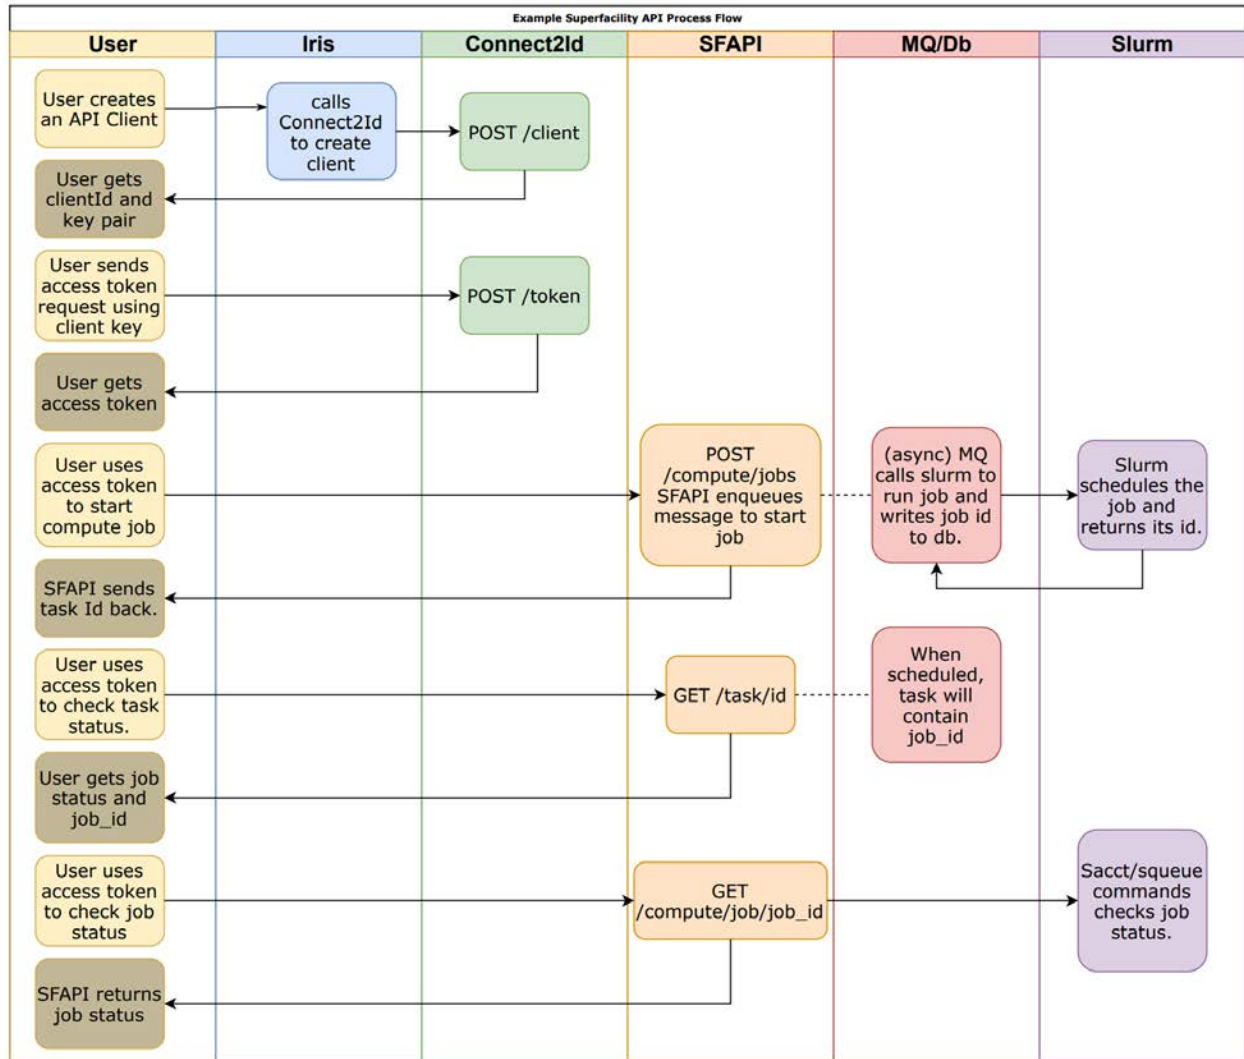 Example Superfacility API Process Flow
User
Iris
Connect2Id
SFAPI
MQ/Db
Slurm
User creates
an API Client
calls
Connect2Id
to create
client
POST /client
User gets
clientId and
key pair
User sends
access token
request using
client key
POST /token
User gets
access token
User uses
access token
to start
compute job
POST
/compute/jobs
SFAPI enqueues
message to start
job
(async) MQ
calls slurm to
run job and
writes job id
to db.
Slurm
schedules the
job and
returns its id.
SFAPI sends
task Id back.
User uses
access token
to check task
status.
GET /task/id
When
scheduled,
task will
contain
job_id
User gets job
status and
job_id
User uses
access token
to check job
status
GET
/compute/job/job_id
Sacct/squeue
commands
checks job
status.
SFAPI returns
job status